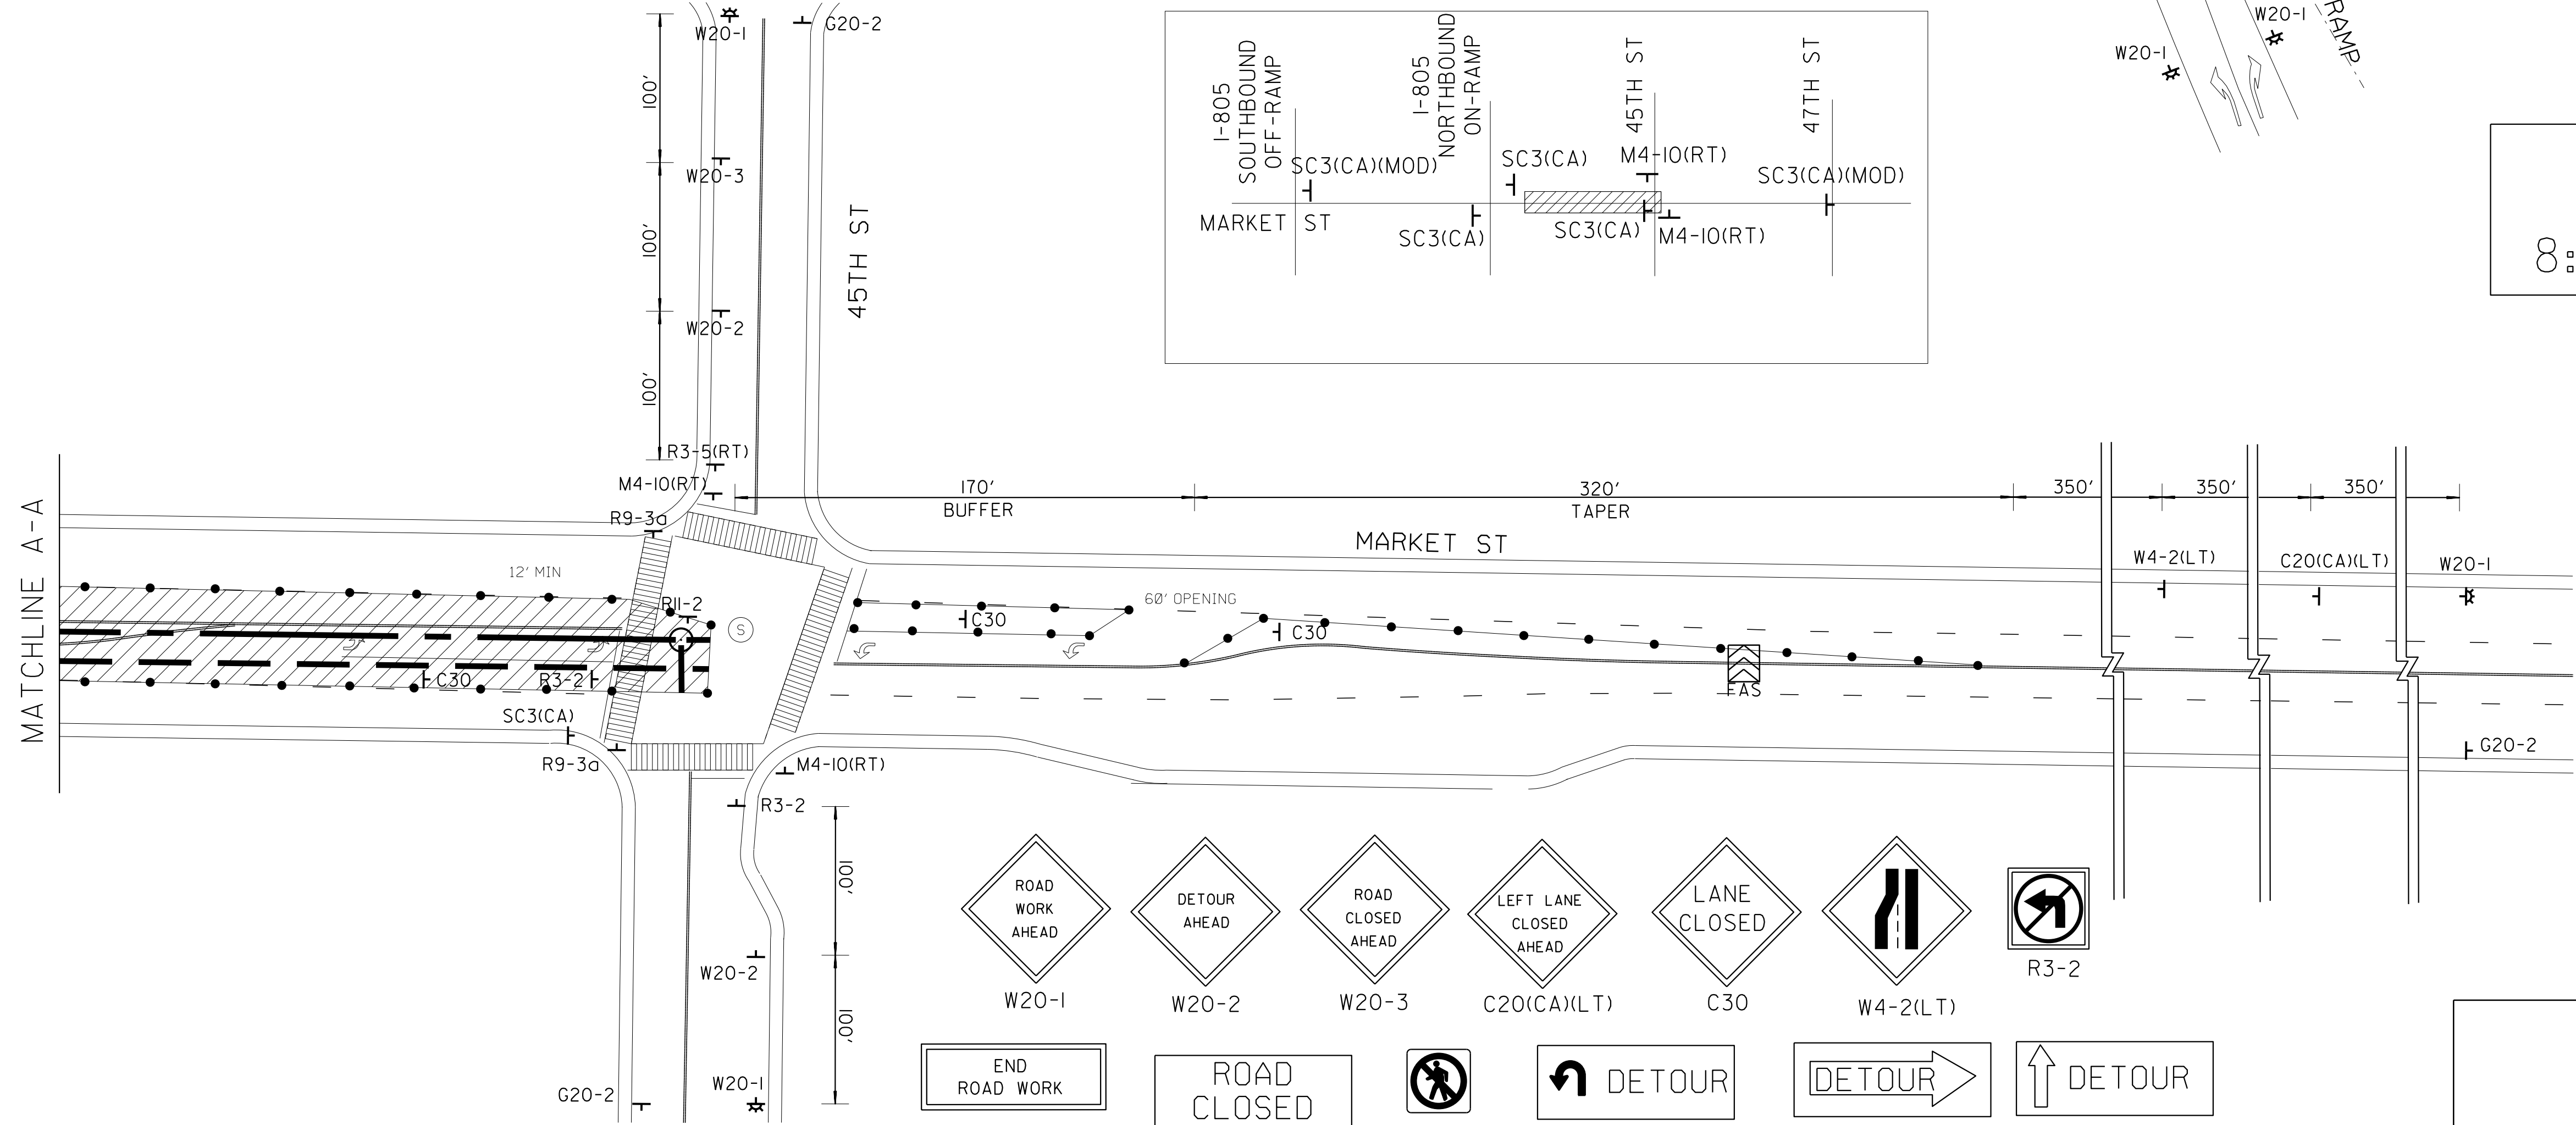 W20-1
G20-2
100'
W20-3
100'
W20-2
100'
45TH ST
R3-5(RT)
M4-10(RT)
R9-3a
I-805
SOUTHBOUND
OFF-RAMP
I-805
NORTHBOUND
ON-RAMP
45TH ST
47TH ST
SC3(CA)(MOD)
SC3(CA)
M4-10(RT)
SC3(CA)(MOD)
MARKET ST
SC3(CA)
SC3(CA)
M4-10(RT)
W20-1
W20-1
RAMP
8:
MATCHLINE A-A
12' MIN
R11-2
S
C30
R3-2
SC3(CA)
R9-3a
M4-10(RT)
R3-2
170'
BUFFER
320'
TAPER
350'
350'
350'
MARKET ST
W4-2(LT)
C20(CA)(LT)
W20-1
60' OPENING
C30
C30
FAS
G20-2
100'
W20-2
100'
G20-2
W20-1
ROAD
WORK
AHEAD
W20-1
DETOUR
AHEAD
W20-2
ROAD
CLOSED
AHEAD
W20-3
LEFT LANE
CLOSED
AHEAD
C20(CA)(LT)
LANE
CLOSED
C30
W4-2(LT)
R3-2
END
ROAD WORK
ROAD
CLOSED
DETOUR
DETOUR
DETOUR